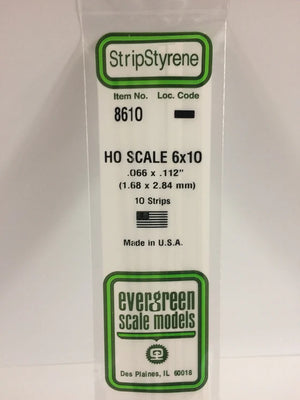 StripStyrene
Item No. Loc. Code
8610
HO SCALE 6x10
.066 x .112"
(1.68 x 2.84 mm)
10 Strips
Made in U.S.A.
evergreen
scale models
Des Plaines, IL 60018